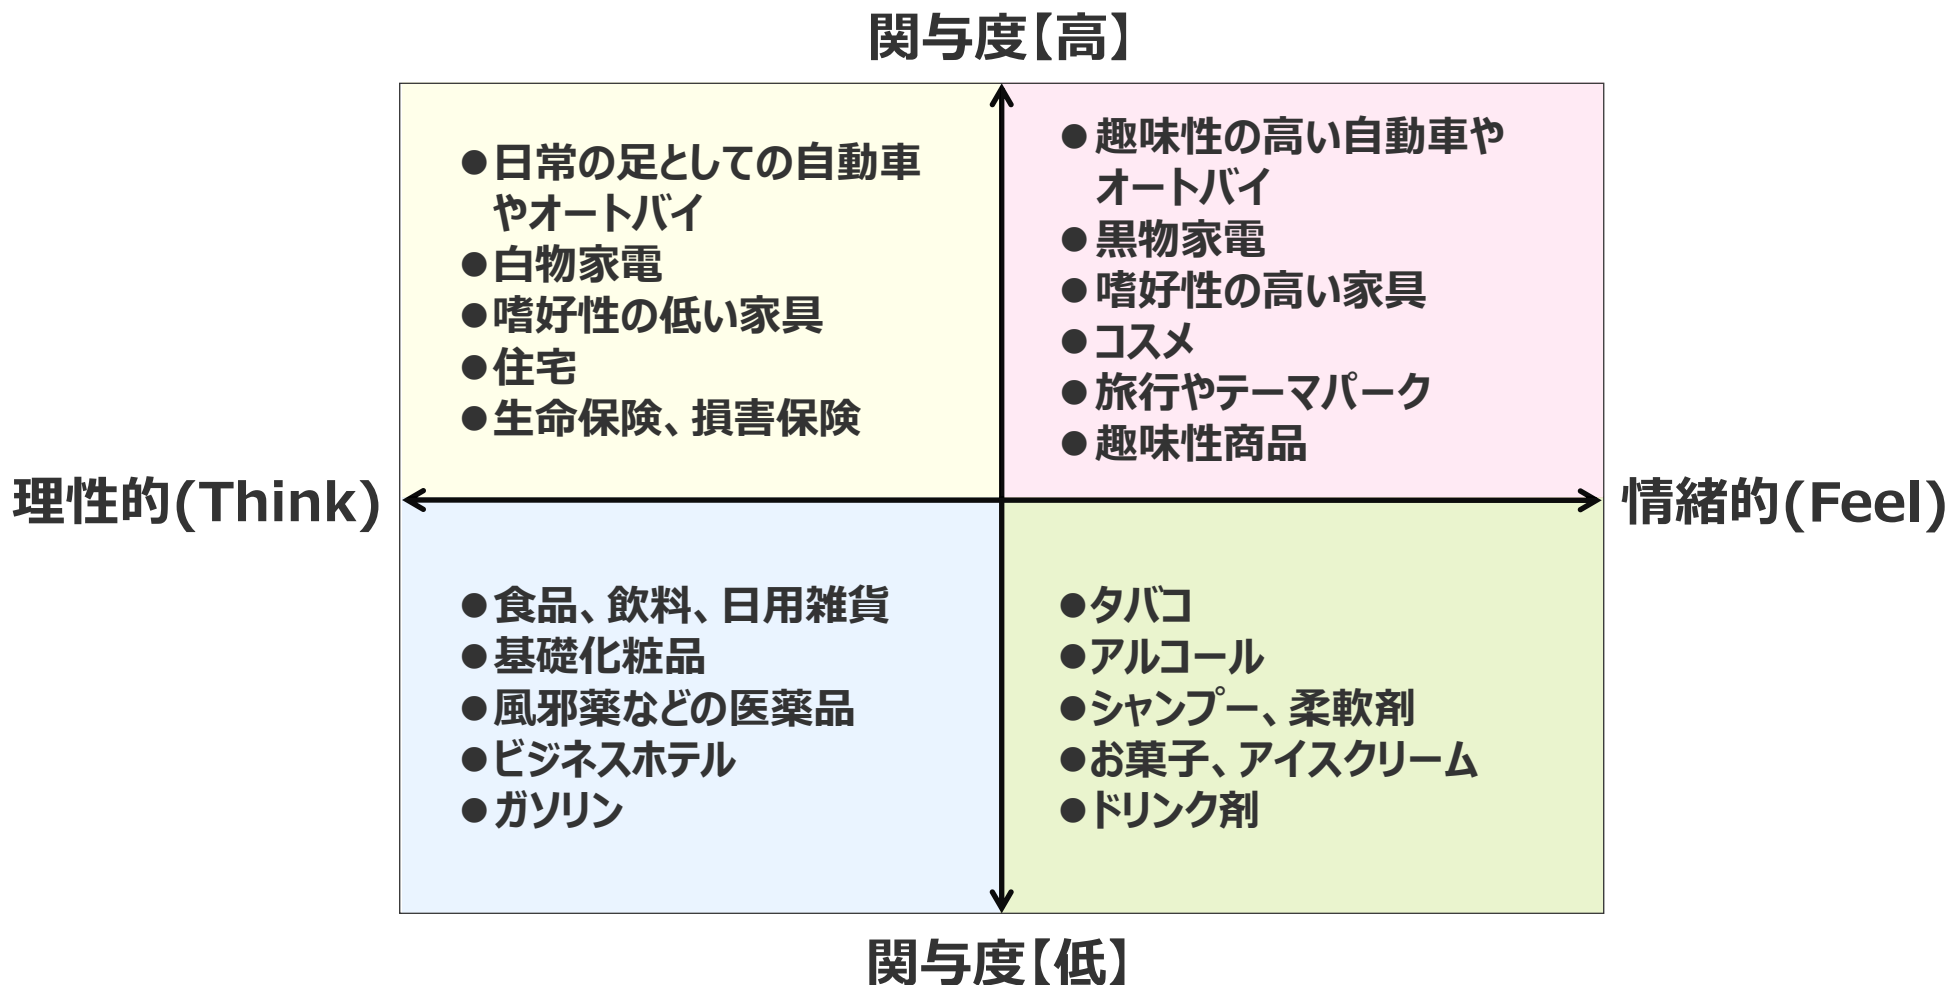 関与度【高】
●日常の足としての自動車
やオートバイ
●白物家電
●嗜好性の低い家具
●住宅
●生命保険、損害保険
●趣味性の高い自動車や
オートバイ
●黒物家電
●嗜好性の高い家具
●コスメ
●旅行やテーマパーク
●趣味性商品
理性的(Think)
情緒的(Feel)
●食品、飲料、日用雑貨
●基礎化粧品
●風邪薬などの医薬品
●ビジネスホテル
●ガソリン
●タバコ
●アルコール
●シャンプー、柔軟剤
●お菓子、アイスクリーム
●ドリンク剤
関与度【低】